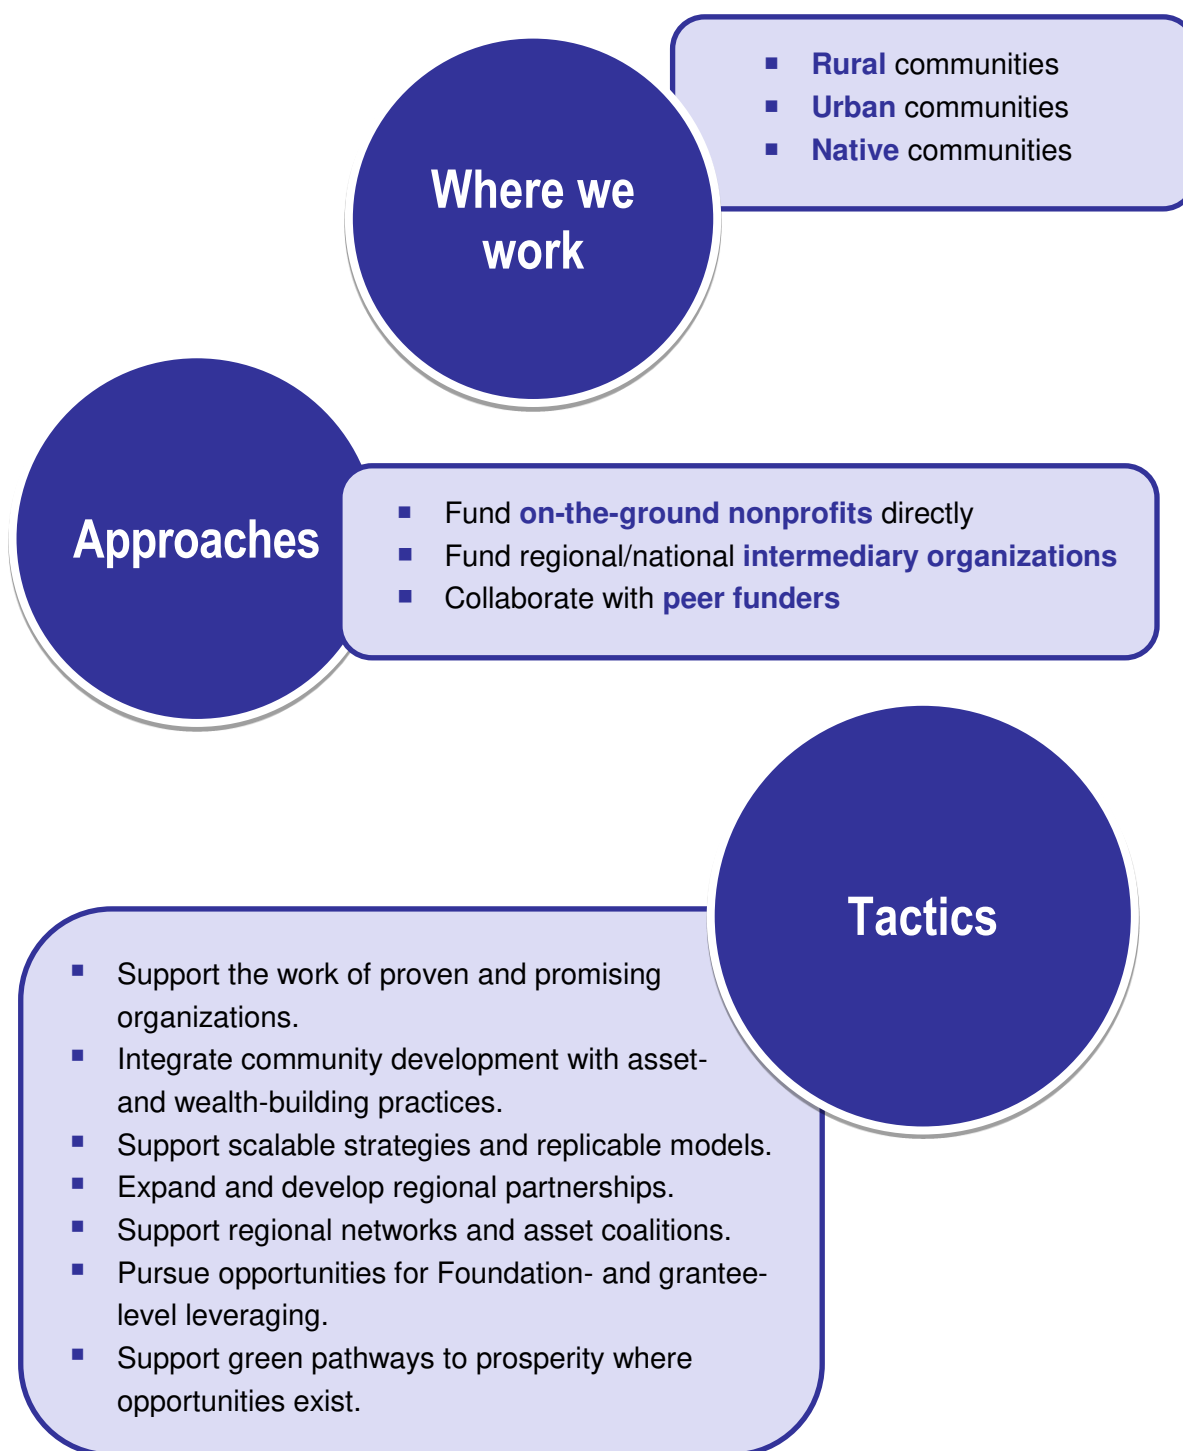 Where we
work
▪ Rural communities
▪ Urban communities
▪ Native communities
Approaches
▪ Fund on-the-ground nonprofits directly
▪ Fund regional/national intermediary organizations
▪ Collaborate with peer funders
Tactics
▪ Support the work of proven and promising
organizations.
▪ Integrate community development with asset-
and wealth-building practices.
▪ Support scalable strategies and replicable models.
▪ Expand and develop regional partnerships.
▪ Support regional networks and asset coalitions.
▪ Pursue opportunities for Foundation- and grantee-
level leveraging.
▪ Support green pathways to prosperity where
opportunities exist.